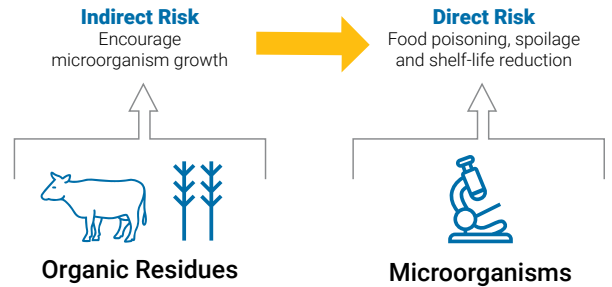 Indirect Risk
Encourage
microorganism growth
Direct Risk
Food poisoning, spoilage
and shelf-life reduction
Organic Residues
Microorganisms